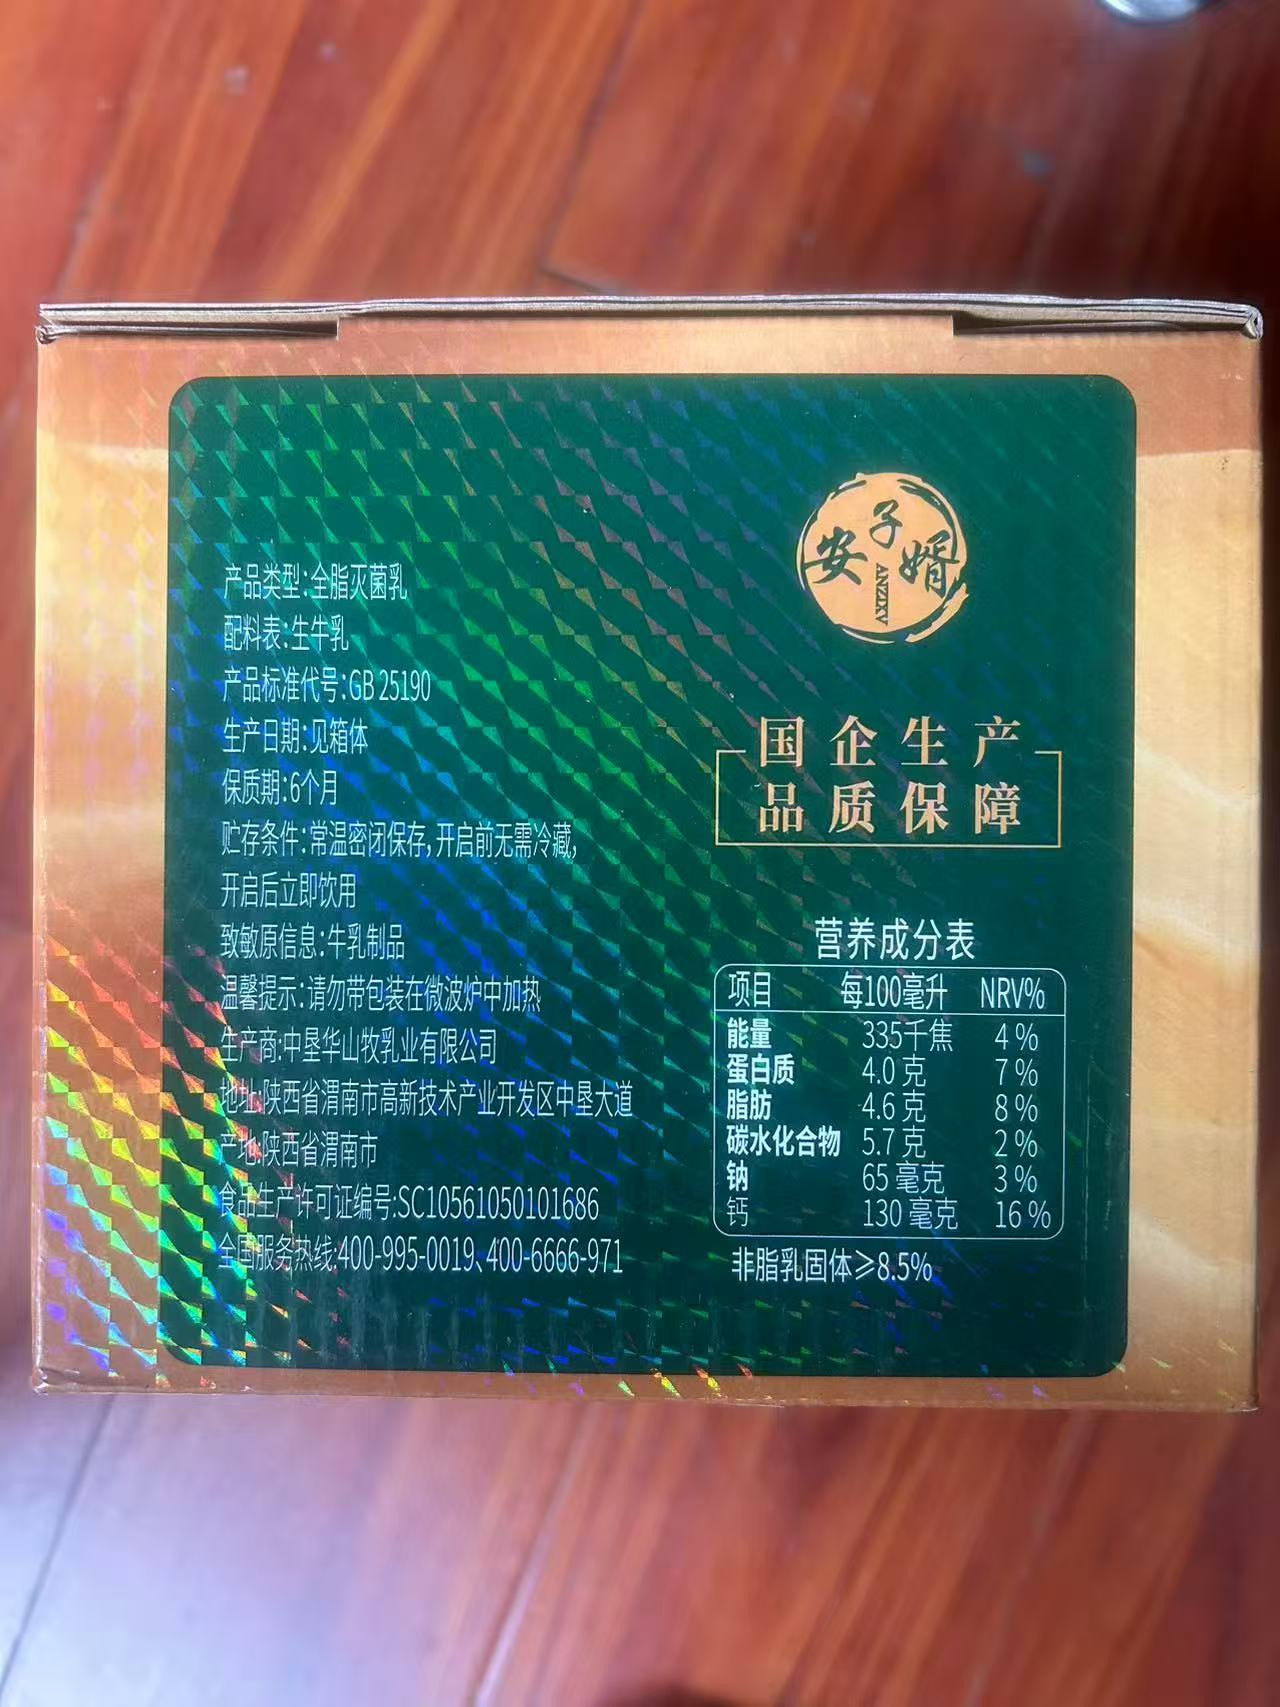 产品类型:全脂灭菌乳
配料表:生牛乳
产品标准代号:GB 25190
生产日期:见箱体
保质期:6个月
贮存条件:常温密闭保存,开启前无需冷藏,
开启后立即饮用
致敏原信息:牛乳制品
温馨提示:请勿带包装在微波炉中加热
生产商:中垦华山牧乳业有限公司
地址:陕西省渭南市高新技术产业开发区中垦大道
产地:陕西省渭南市
食品生产许可证编号:SC10561050101686
全国服务热线:400-995-0019、400-6666-971
安子婿
ANZIXV
国企生产
品质保障
营养成分表
项目 每100毫升 NRV%
能量 335千焦 4%
蛋白质 4.0克 7%
脂肪 4.6克 8%
碳水化合物 5.7克 2%
钠 65毫克 3%
钙 130毫克 16%
非脂乳固体≥8.5%